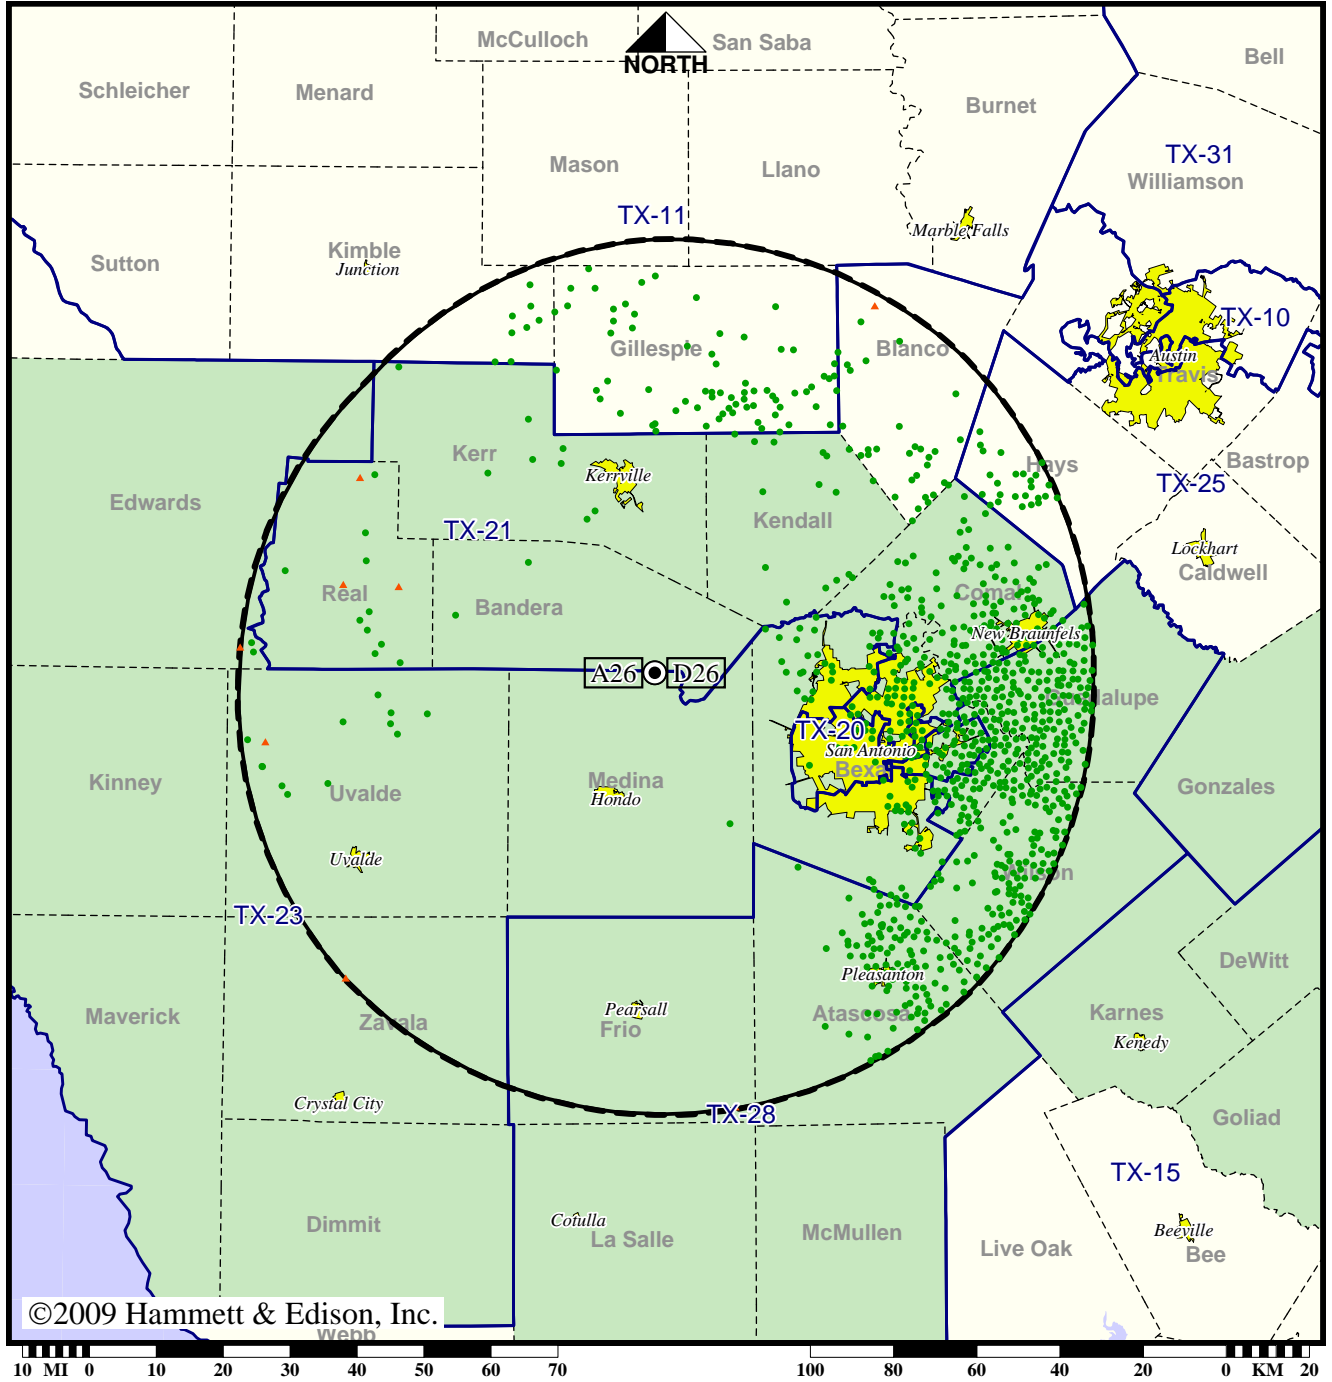 McCulloch
San Saba
Bell
NORTH
Schleicher
Menard
Burnet
TX-31
Mason
Llano
Williamson
TX-11
Marble Falls
Kimble
Sutton
Junction
TX-10
Gillespie
Blanco
Austin
Travis
Kerr
Hays
Bastrop
Kerrville
TX-25
Edwards
Kendall
TX-21
Lockhart
Caldwell
Real
Comal
Bandera
New Braunfels
A26
D26
Guadalupe
TX-20
San Antonio
Bexar
Kinney
Medina
Gonzales
Uvalde
Hondo
Uvalde
Wilson
TX-23
DeWitt
Pleasanton
Maverick
Pearsall
Atascosa
Karnes
Zavala
Frio
Kenedy
Crystal City
TX-28
Goliad
TX-15
Dimmit
Cotulla
La Salle
McMullen
Beeville
Live Oak
Bee
©2009 Hammett & Edison, Inc.
Webb
10 MI 0 10 20 30 40 50 60 70
100 80 60 40 20 0 KM 20